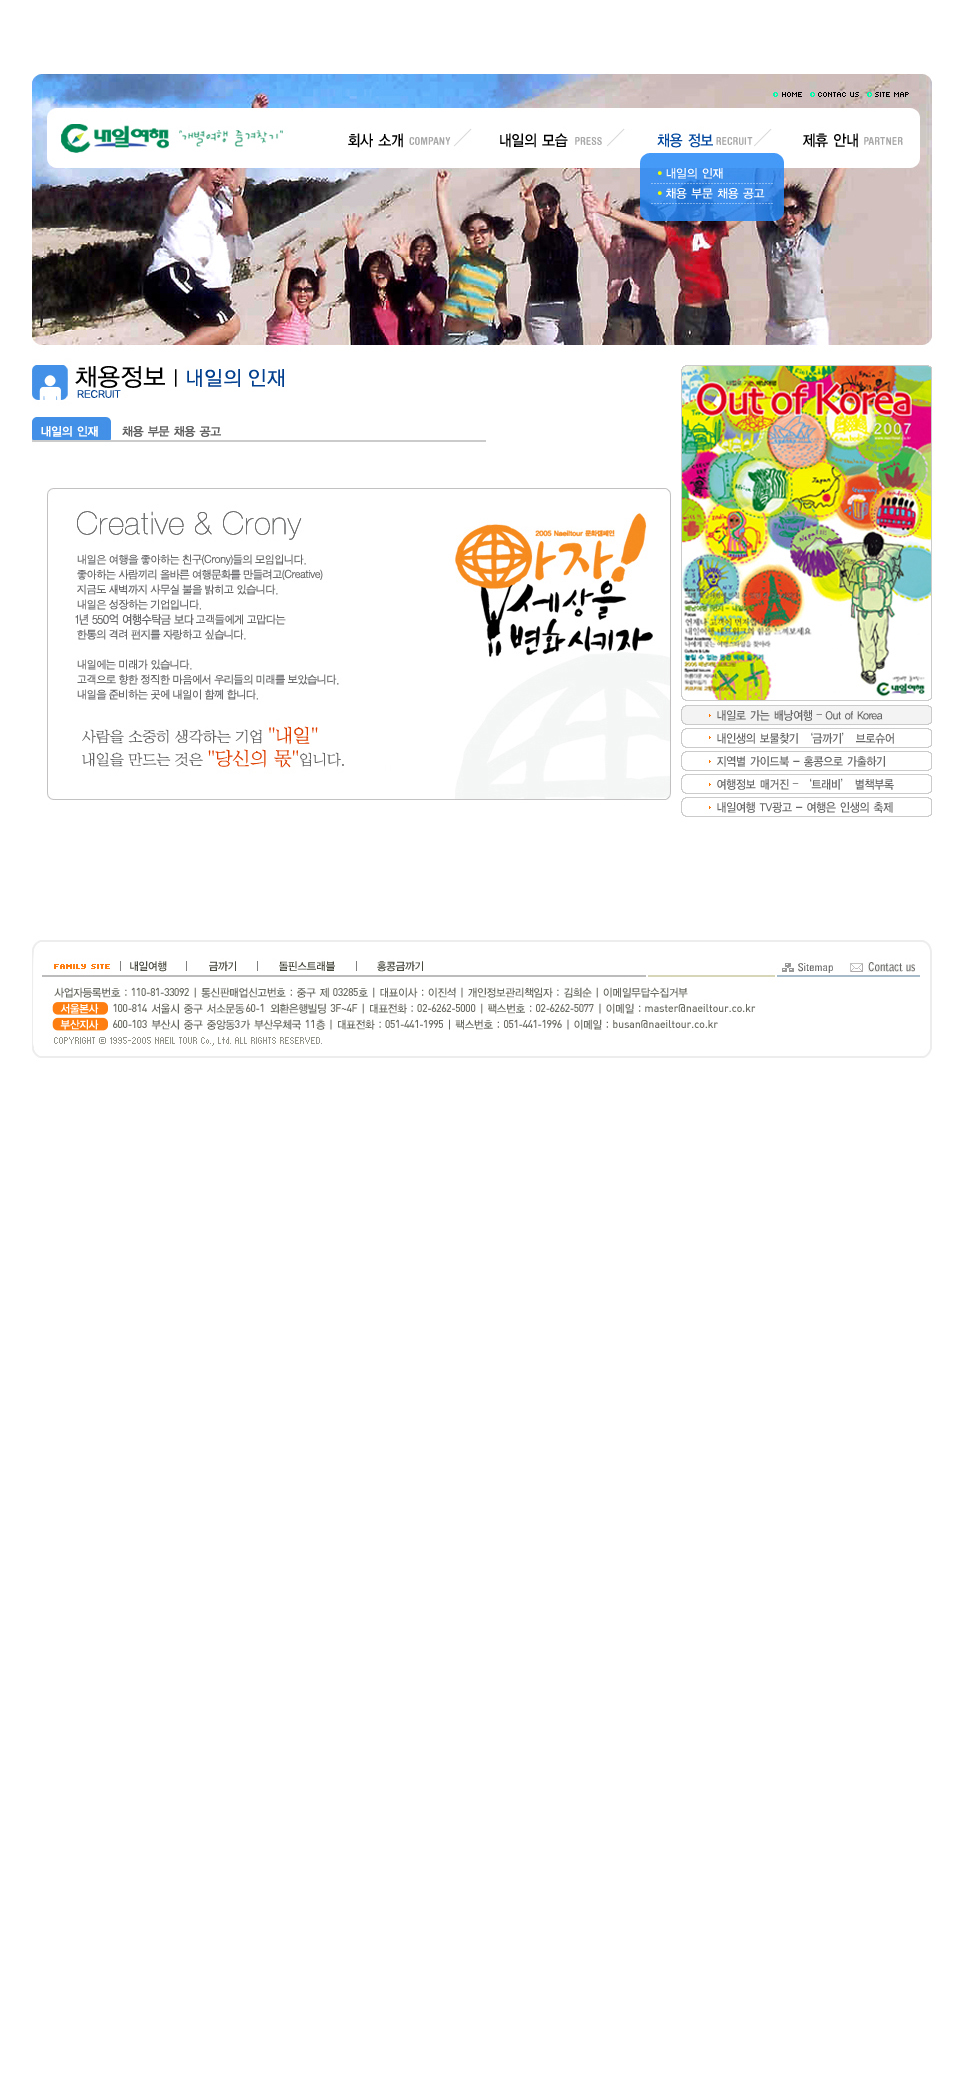 HOME CONTAC US SITE MAP
내일여행 "개별여행 즐겨찾기"
회사 소개 COMPANY 내일의 모습 PRESS 채용 정보 RECRUIT 제휴 안내 PARTNER
내일의 인재
채용 부문 채용 공고
채용정보 | 내일의 인재
RECRUIT
내일의 인재 채용 부문 채용 공고
Creative & Crony
내일은 여행을 좋아하는 친구(Crony)들의 모임입니다.
좋아하는 사람끼리 올바른 여행문화를 만들려고(Creative)
지금도 새벽까지 사무실 불을 밝히고 있습니다.
내일은 성장하는 기업입니다.
1년 550억 여행수탁금 보다 고객들에게 고맙다는
한통의 격려 편지를 자랑하고 싶습니다.
내일에는 미래가 있습니다.
고객으로 향한 정직한 마음에서 우리들의 미래를 보았습니다.
내일을 준비하는 곳에 내일이 함께 합니다.
사람을 소중히 생각하는 기업 "내일"
내일을 만드는 것은 "당신의 몫"입니다.
2005 Naeiltour 문화캠페인
아자!
세상을
변화 시키자
내일로 가는 배낭여행
Out of Korea
2007
내일여행
내일로 가는 배낭여행 - Out of Korea
내인생의 보물찾기 '금까기' 브로슈어
지역별 가이드북 - 홍콩으로 가출하기
여행정보 매거진 - '트래비' 별책부록
내일여행 TV광고 - 여행은 인생의 축제
FAMILY SITE | 내일여행 | 금까기 | 돌핀스트래블 | 홍콩금까기
Sitemap Contact us
사업자등록번호 : 110-81-33092 | 통신판매업신고번호 : 중구 제 03285호 | 대표이사 : 이진석 | 개인정보관리책임자 : 김희순 | 이메일무답수집거부
서울본사 100-814 서울시 중구 서소문동60-1 외환은행빌딩 3F~4F | 대표전화 : 02-6262-5000 | 팩스번호 : 02-6262-5077 | 이메일 : master@naeiltour.co.kr
부산지사 600-103 부산시 중구 중앙동3가 부산우체국 11층 | 대표전화 : 051-441-1995 | 팩스번호 : 051-441-1996 | 이메일 : busan@naeiltour.co.kr
COPYRIGHT © 1995-2005 NAEIL TOUR Co., Ltd. ALL RIGHTS RESERVED.